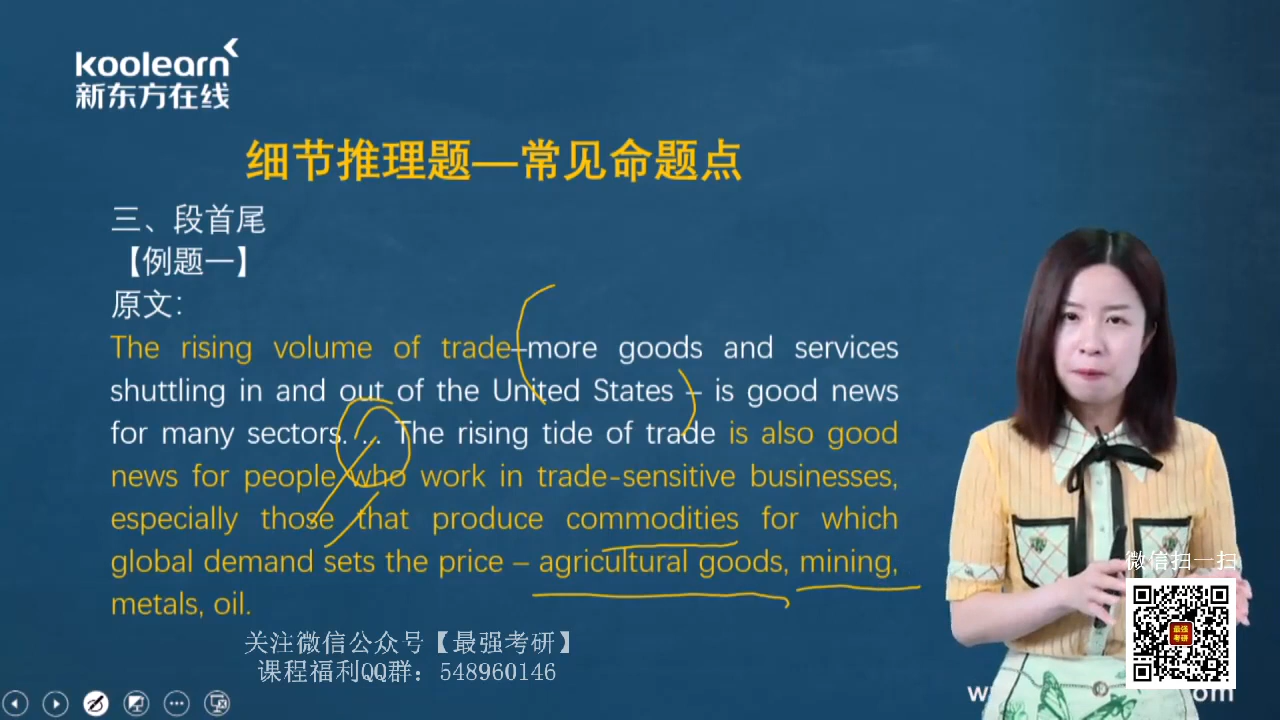 koolearn
新东方在线
细节推理题—常见命题点
三、段首尾
【例题一】
原文：
The rising volume of trade–more goods and services
shuttling in and out of the United States – is good news
for many sectors. ... The rising tide of trade is also good
news for people who work in trade-sensitive businesses,
especially those that produce commodities for which
global demand sets the price – agricultural goods, mining,
metals, oil.
微信扫一扫
最强
考研
关注微信公众号【最强考研】
课程福利QQ群：548960146